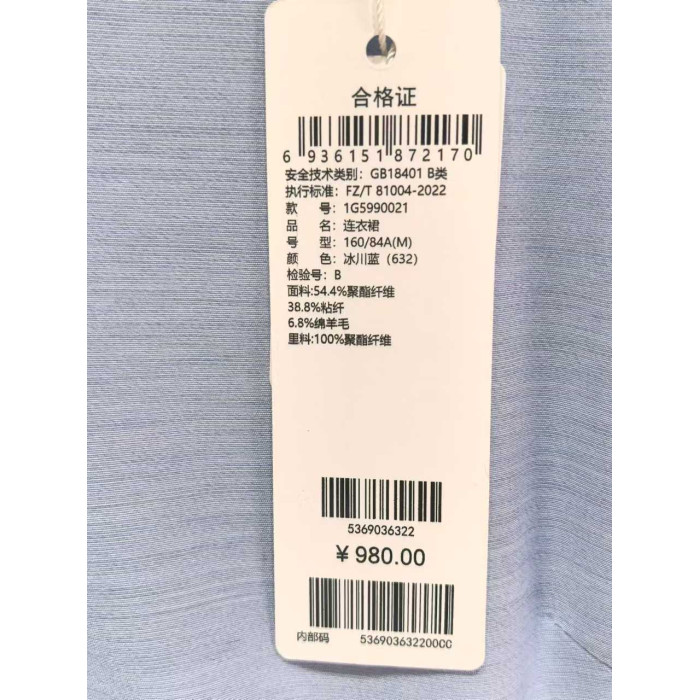 合格证
6 936151 872170
安全技术类别: GB18401 B类
执行标准: FZ/T 81004-2022
款 号: 1G5990021
品 名: 连衣裙
号 型: 160/84A(M)
颜 色: 冰川蓝（632）
检验号: B
面料:54.4%聚酯纤维
38.8%粘纤
6.8%绵羊毛
里料:100%聚酯纤维
5369036322
¥ 980.00
内部码 536903632200CC